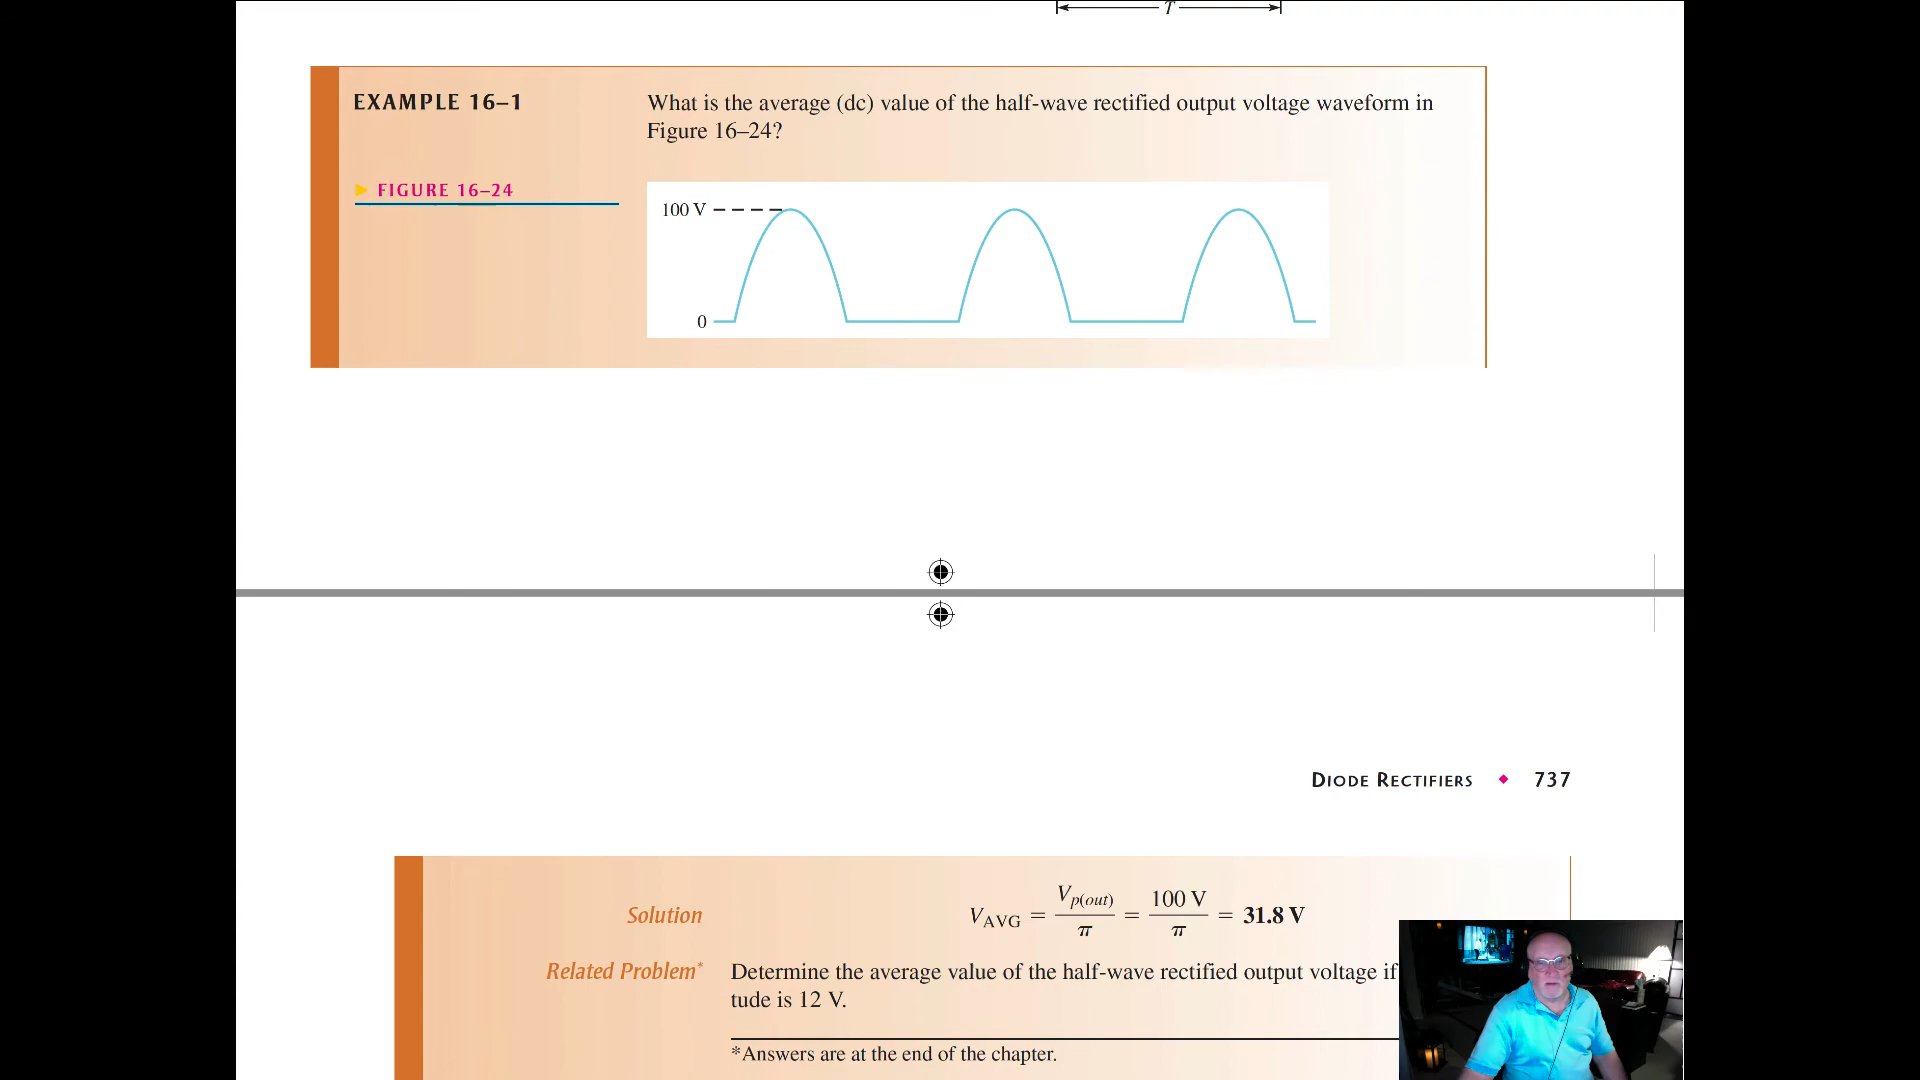 T
EXAMPLE 16–1
What is the average (dc) value of the half-wave rectified output voltage waveform in
Figure 16–24?
► FIGURE 16–24
100 V
0
DIODE RECTIFIERS ◆ 737
Solution
V_AVG = V_p(out)/π = 100 V/π = 31.8 V
Related Problem*
Determine the average value of the half-wave rectified output voltage if
tude is 12 V.
*Answers are at the end of the chapter.